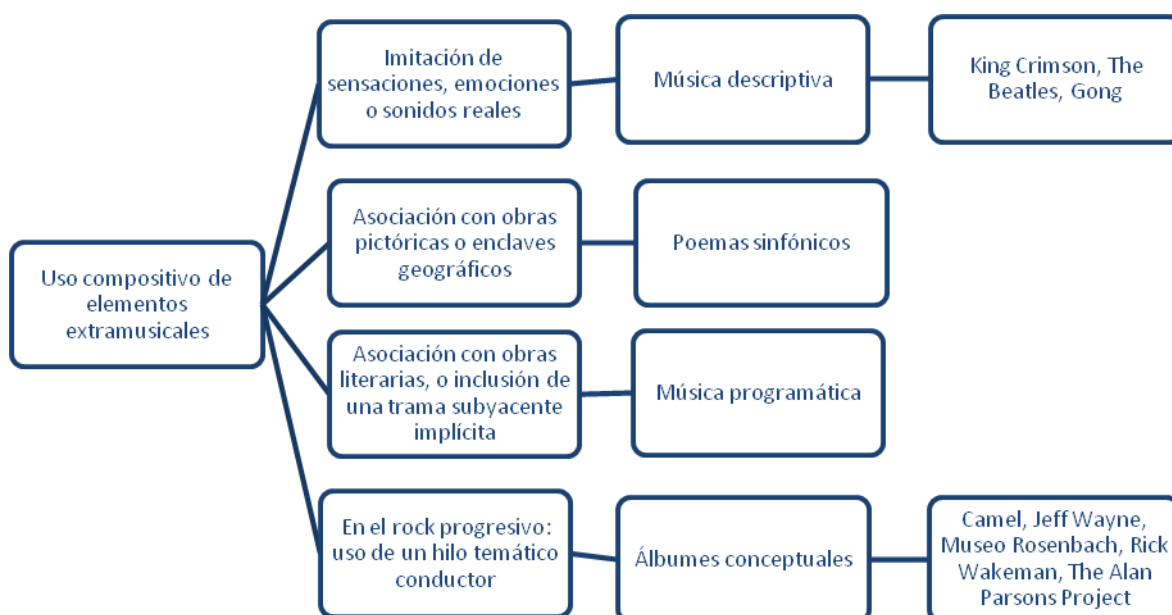 Imitación de
sensaciones, emociones
o sonidos reales
Música descriptiva
King Crimson, The
Beatles, Gong
Asociación con obras
pictóricas o enclaves
geográficos
Poemas sinfónicos
Uso compositivo de
elementos
extramusicales
Asociación con obras
literarias, o inclusión de
una trama subyacente
implícita
Música programática
En el rock progresivo:
uso de un hilo temático
conductor
Álbumes conceptuales
Camel, Jeff Wayne,
Museo Rosenbach, Rick
Wakeman, The Alan
Parsons Project